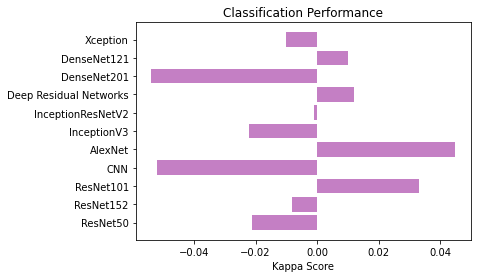 Classification Performance
Xception
DenseNet121
DenseNet201
Deep Residual Networks
InceptionResNetV2
InceptionV3
AlexNet
CNN
ResNet101
ResNet152
ResNet50
−0.04 −0.02 0.00 0.02 0.04
Kappa Score